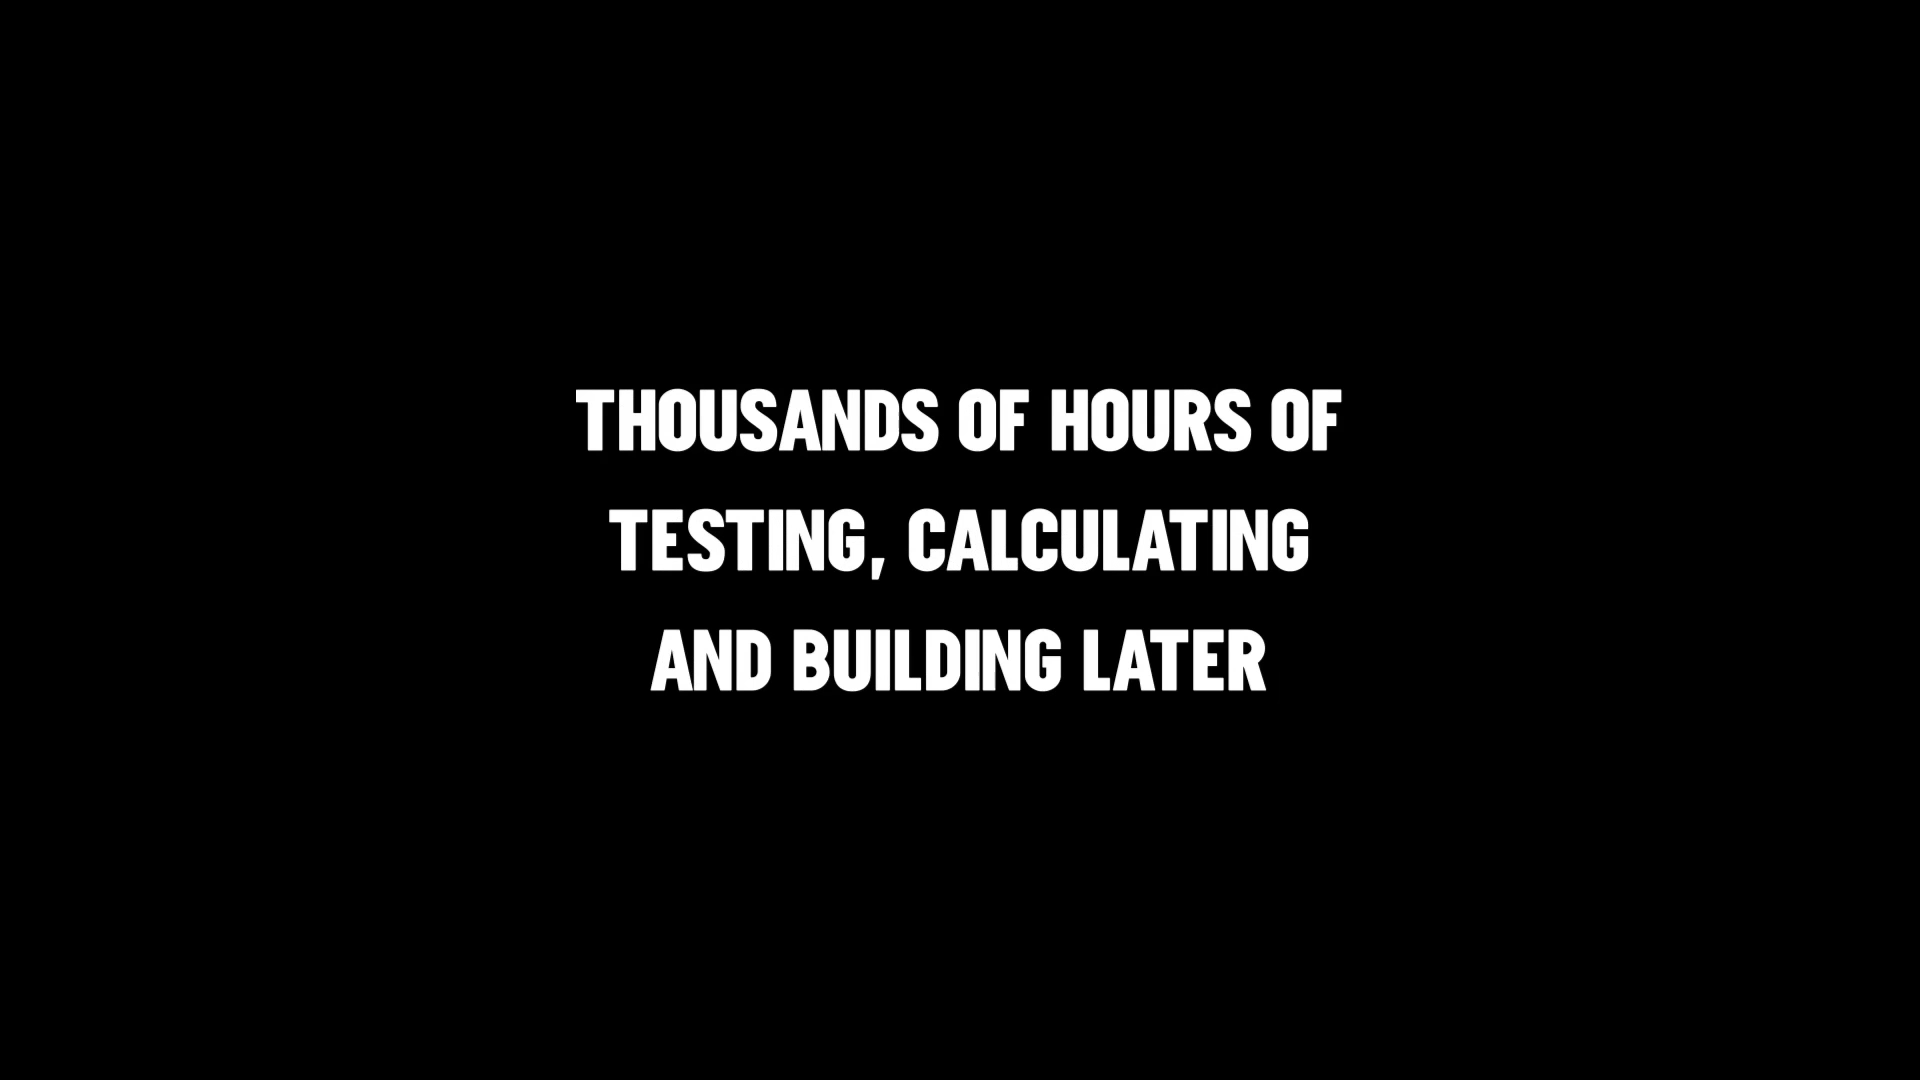 THOUSANDS OF HOURS OF
TESTING, CALCULATING
AND BUILDING LATER